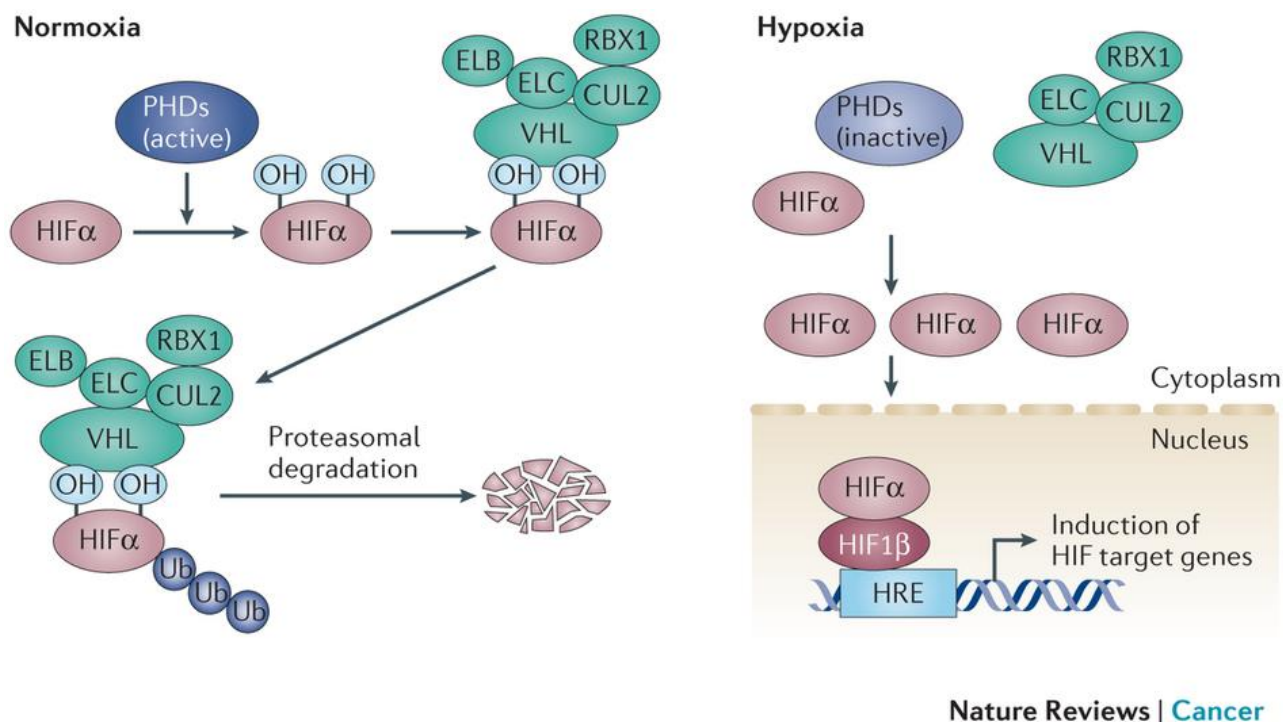 Normoxia
PHDs
(active)
HIFα
OH
OH
HIFα
ELB
ELC
RBX1
CUL2
VHL
OH
OH
HIFα
ELB
ELC
RBX1
CUL2
VHL
OH
OH
HIFα
Ub
Ub
Ub
Proteasomal
degradation
Hypoxia
PHDs
(inactive)
HIFα
RBX1
ELC
CUL2
VHL
HIFα
HIFα
HIFα
Cytoplasm
Nucleus
HIFα
HIF1β
HRE
Induction of
HIF target genes
Nature Reviews | Cancer